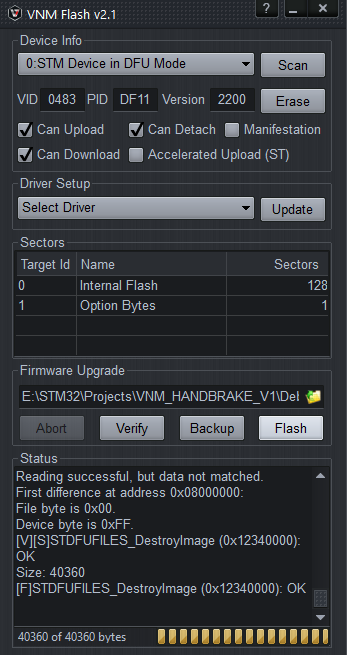 VNM Flash v2.1
? _ ×
Device Info
0:STM Device in DFU Mode
Scan
VID 0483 PID DF11 Version 2200 Erase
Can Upload Can Detach Manifestation
Can Download Accelerated Upload (ST)
Driver Setup
Select Driver Update
Sectors
Target Id Name Sectors
0 Internal Flash 128
1 Option Bytes 1
Firmware Upgrade
E:\STM32\Projects\VNM_HANDBRAKE_V1\Del
Abort Verify Backup Flash
Status
Reading successful, but data not matched.
First difference at address 0x08000000:
File byte is 0x00.
Device byte is 0xFF.
[V][S]STDFUFILES_DestroyImage (0x12340000):
OK
Size: 40360
[F]STDFUFILES_DestroyImage (0x12340000): OK
40360 of 40360 bytes